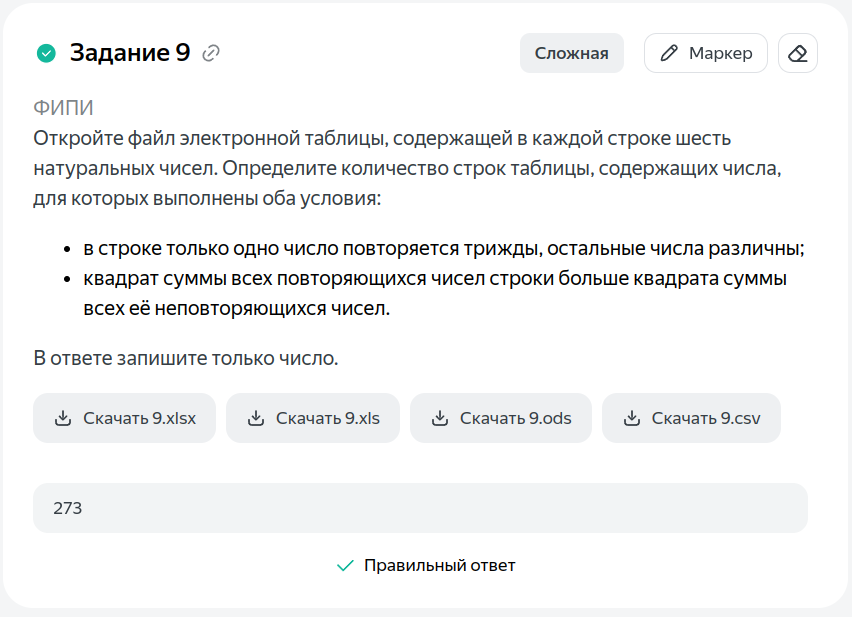 Задание 9
Сложная
Маркер
ФИПИ
Откройте файл электронной таблицы, содержащей в каждой строке шесть
натуральных чисел. Определите количество строк таблицы, содержащих числа,
для которых выполнены оба условия:
• в строке только одно число повторяется трижды, остальные числа различны;
• квадрат суммы всех повторяющихся чисел строки больше квадрата суммы
всех её неповторяющихся чисел.
В ответе запишите только число.
Скачать 9.xlsx
Скачать 9.xls
Скачать 9.ods
Скачать 9.csv
273
Правильный ответ